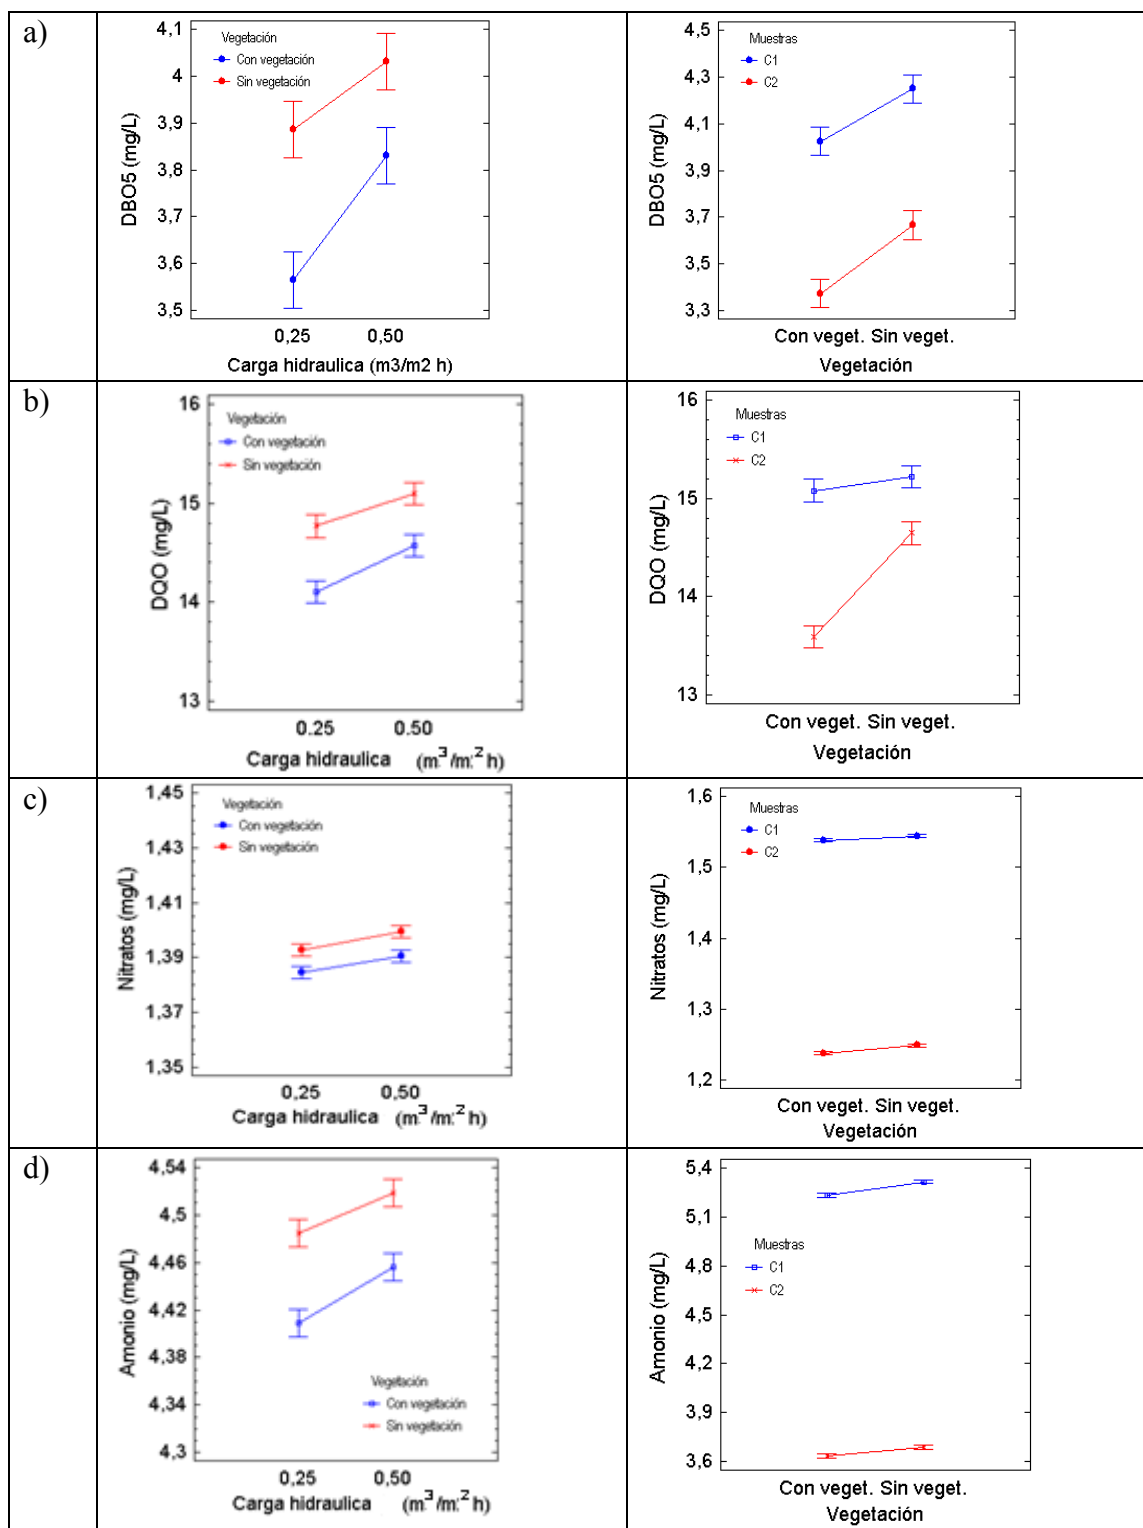 a)
4,1
4
3,9
3,8
3,7
3,6
3,5
DBO5 (mg/L)
Vegetación
Con vegetación
Sin vegetación
0,25 0,50
Carga hidraulica (m3/m2 h)
4,5
4,3
4,1
3,9
3,7
3,5
3,3
DBO5 (mg/L)
Muestras
C1
C2
Con veget. Sin veget.
Vegetación
b)
16
15
14
13
DQO (mg/L)
Vegetación
Con vegetación
Sin vegetación
0.25 0.50
Carga hidraulica (m³/m² h)
16
15
14
13
DQO (mg/L)
Muestras
C1
C2
Con veget. Sin veget.
Vegetación
c)
1,45
1,43
1,41
1,39
1,37
1,35
Nitratos (mg/L)
Vegetación
Con vegetación
Sin vegetación
0,25 0,50
Carga hidraulica (m³/m² h)
1,6
1,5
1,4
1,3
1,2
Nitratos (mg/L)
Muestras
C1
C2
Con veget. Sin veget.
Vegetación
d)
4,54
4,5
4,46
4,42
4,38
4,34
4,3
Amonio (mg/L)
Vegetación
Con vegetación
Sin vegetación
0,25 0,50
Carga hidraulica (m³/m² h)
5,4
5,1
4,8
4,5
4,2
3,9
3,6
Amonio (mg/L)
Muestras
C1
C2
Con veget. Sin veget.
Vegetación